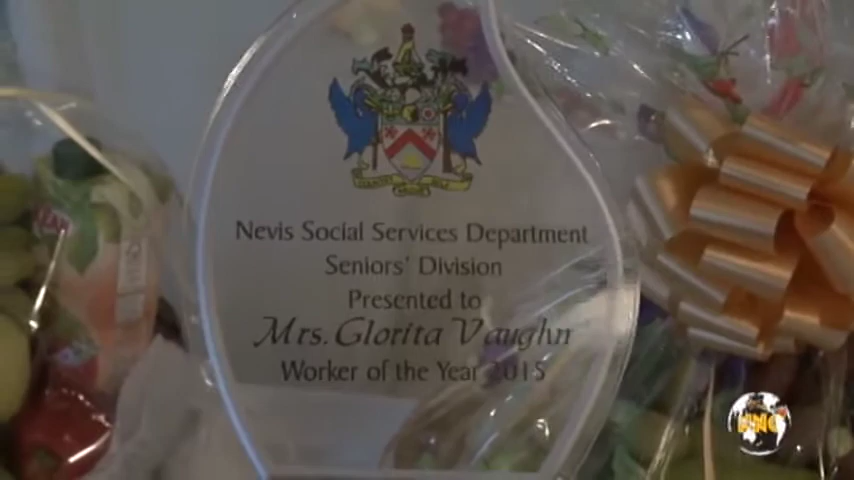 Nevis Social Services Department
Seniors' Division
Presented to
Mrs. Glorita Vaughn
Worker of the Year 2015